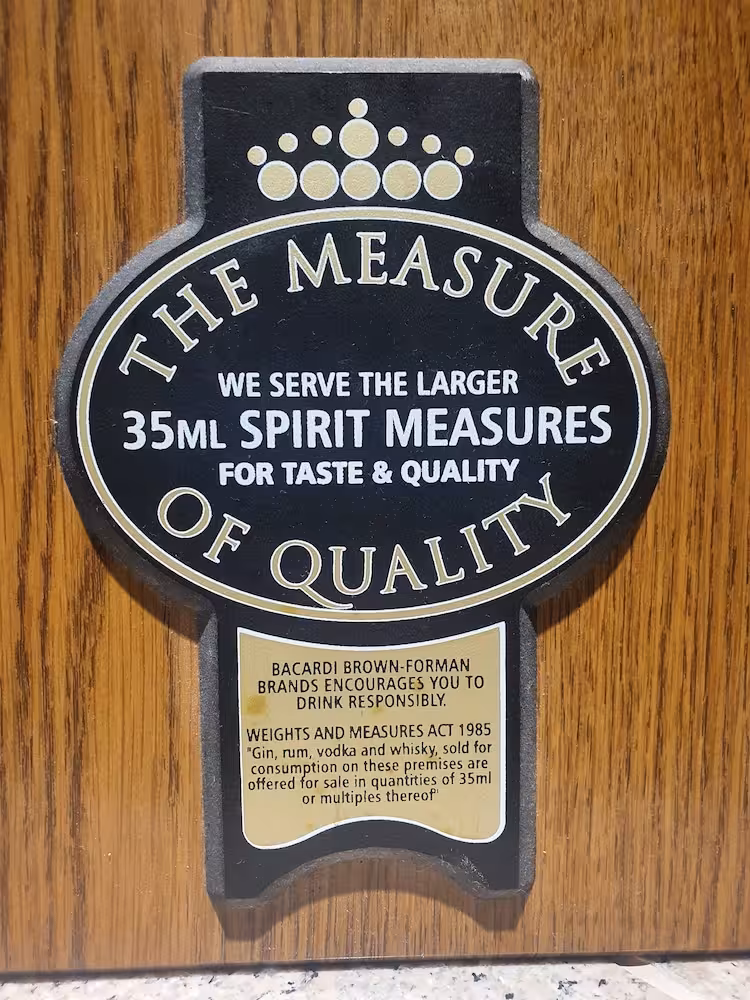 THE MEASURE
WE SERVE THE LARGER
35ML SPIRIT MEASURES
FOR TASTE & QUALITY
OF QUALITY
BACARDI BROWN-FORMAN
BRANDS ENCOURAGES YOU TO
DRINK RESPONSIBLY.
WEIGHTS AND MEASURES ACT 1985
"Gin, rum, vodka and whisky, sold for
consumption on these premises are
offered for sale in quantities of 35ml
or multiples thereof"